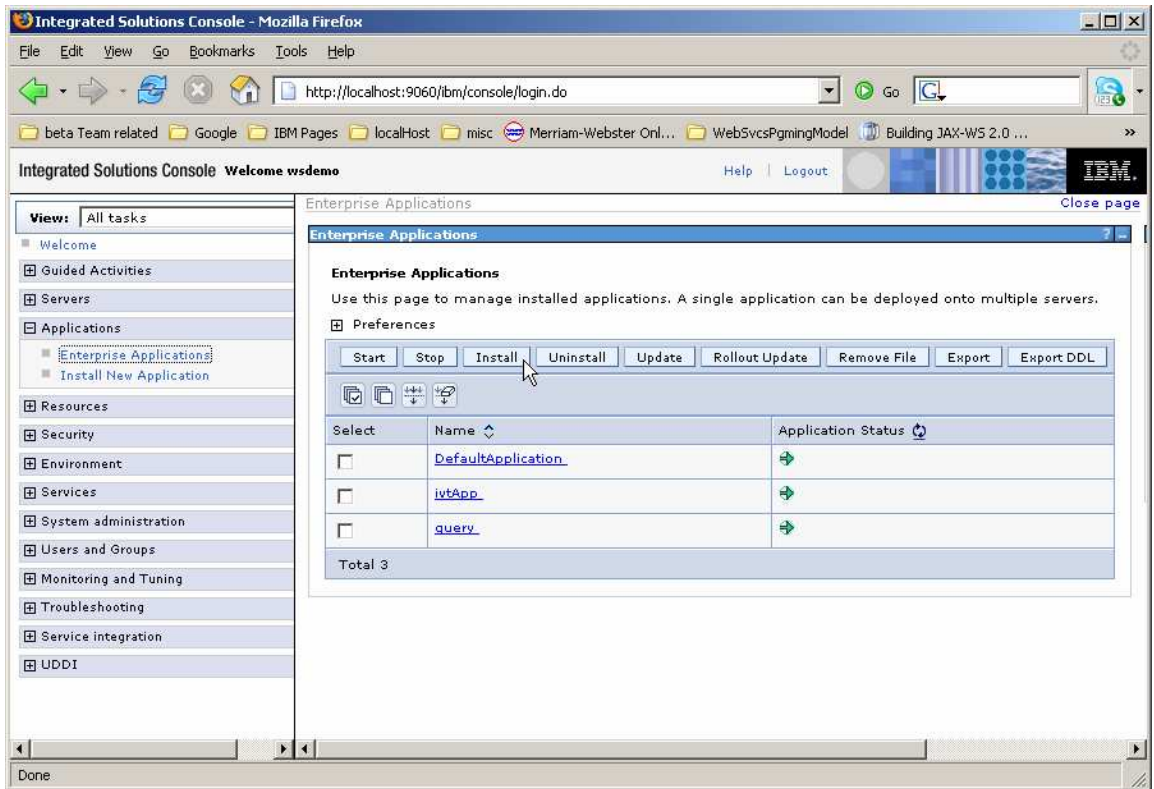 Integrated Solutions Console - Mozilla Firefox
File Edit View Go Bookmarks Tools Help
http://localhost:9060/ibm/console/login.do Go G
beta Team related Google IBM Pages localHost misc Merriam-Webster Onl... WebSvcsPgmingModel Building JAX-WS 2.0 ... »
Integrated Solutions Console Welcome wsdemo Help | Logout IBM.
View: All tasks
Welcome
Guided Activities
Servers
Applications
Enterprise Applications
Install New Application
Resources
Security
Environment
Services
System administration
Users and Groups
Monitoring and Tuning
Troubleshooting
Service integration
UDDI
Enterprise Applications Close page
Enterprise Applications ? -
Enterprise Applications
Use this page to manage installed applications. A single application can be deployed onto multiple servers.
Preferences
Start Stop Install Uninstall Update Rollout Update Remove File Export Export DDL
Select Name Application Status
DefaultApplication
ivtApp
query
Total 3
Done